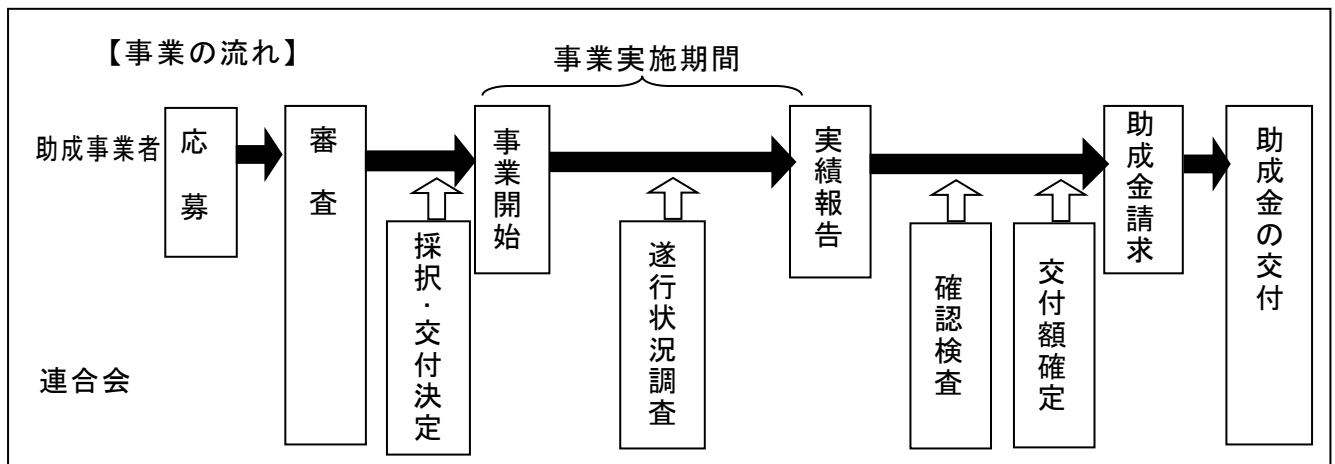 【事業の流れ】
事業実施期間
助成事業者
応募
審査
採択・交付決定
事業開始
遂行状況調査
実績報告
確認検査
交付額確定
助成金請求
助成金の交付
連合会